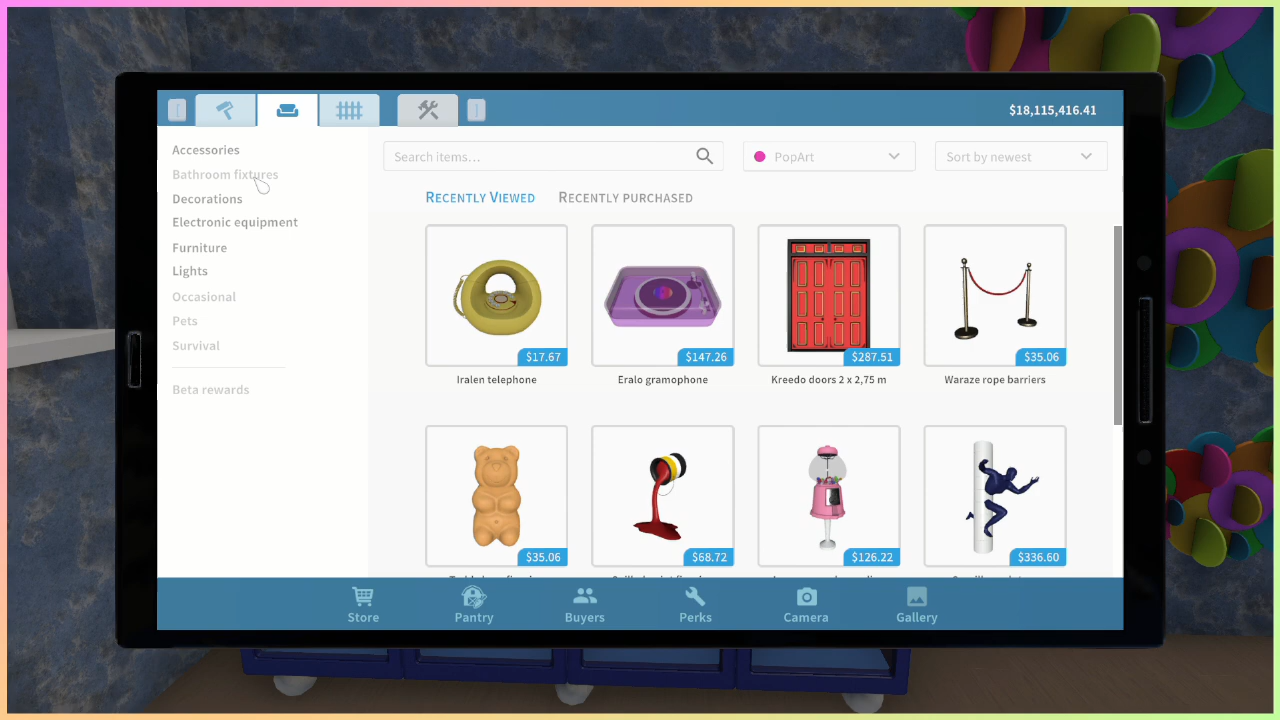 $18,115,416.41
Accessories
Bathroom fixtures
Decorations
Electronic equipment
Furniture
Lights
Occasional
Pets
Survival
Beta rewards
Search items...
PopArt
Sort by newest
RECENTLY VIEWED
RECENTLY PURCHASED
$17.67
$147.26
$287.51
$35.06
Iralen telephone
Eralo gramophone
Kreedo doors 2 x 2,75 m
Waraze rope barriers
$35.06
$68.72
$126.22
$336.60
Store
Pantry
Buyers
Perks
Camera
Gallery